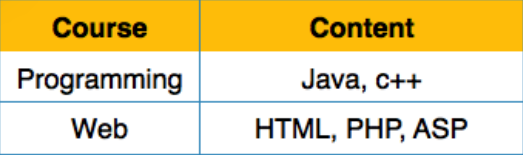 Course Content
Programming Java, c++
Web HTML, PHP, ASP